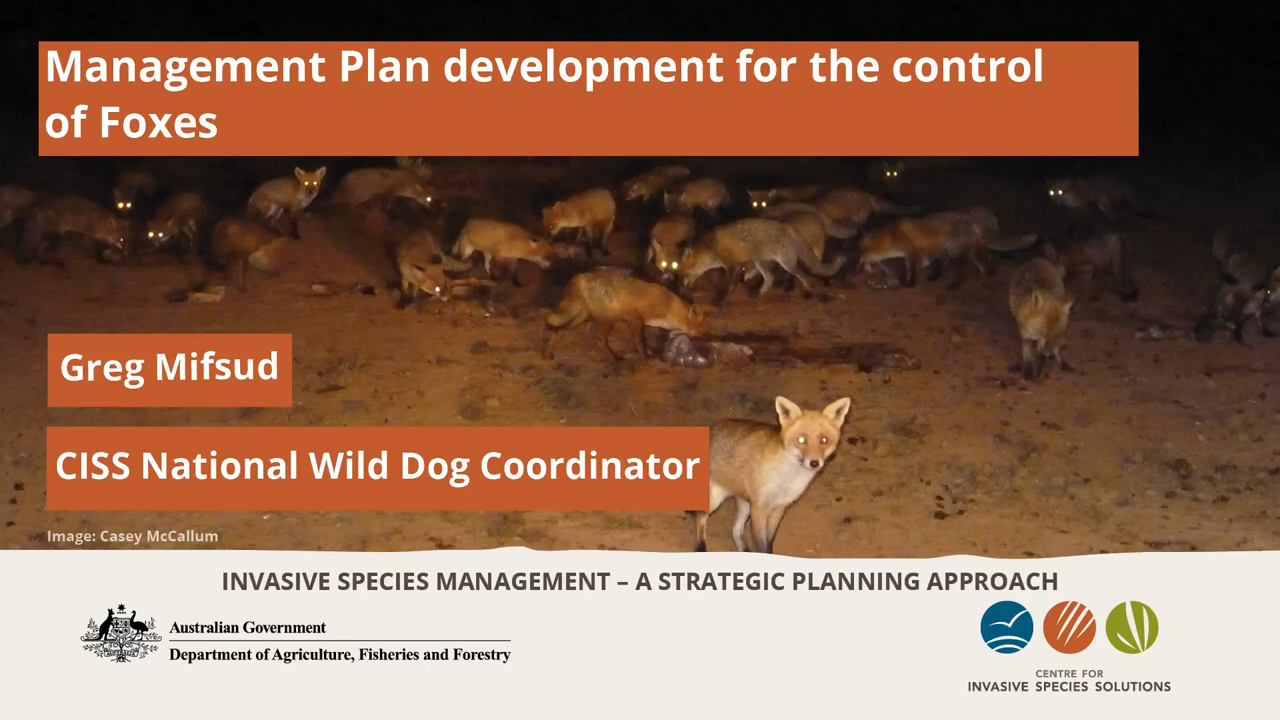 Management Plan development for the control
of Foxes
Greg Mifsud
CISS National Wild Dog Coordinator
Image: Casey McCallum
INVASIVE SPECIES MANAGEMENT – A STRATEGIC PLANNING APPROACH
Australian Government
Department of Agriculture, Fisheries and Forestry
CENTRE FOR
INVASIVE SPECIES SOLUTIONS